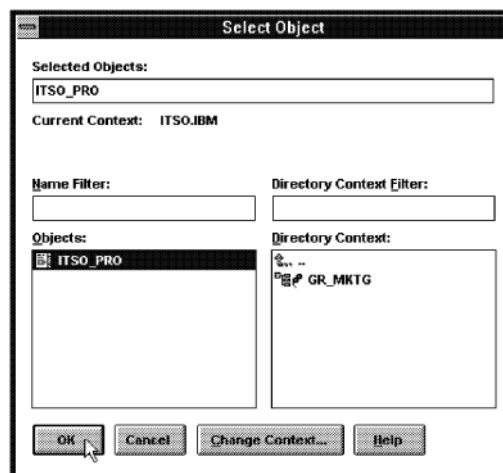 Select Object
Selected Objects:
ITSO_PRO
Current Context: ITSO.IBM
Name Filter: Directory Context Filter:
Objects: Directory Context:
ITSO_PRO
..
GR_MKTG
OK Cancel Change Context... Help